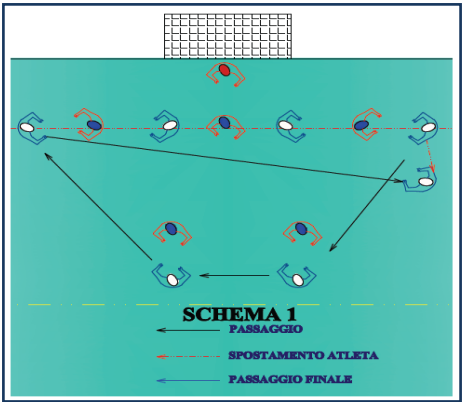 SCHEMA 1
PASSAGGIO
SPOSTAMENTO ATLETA
PASSAGGIO FINALE